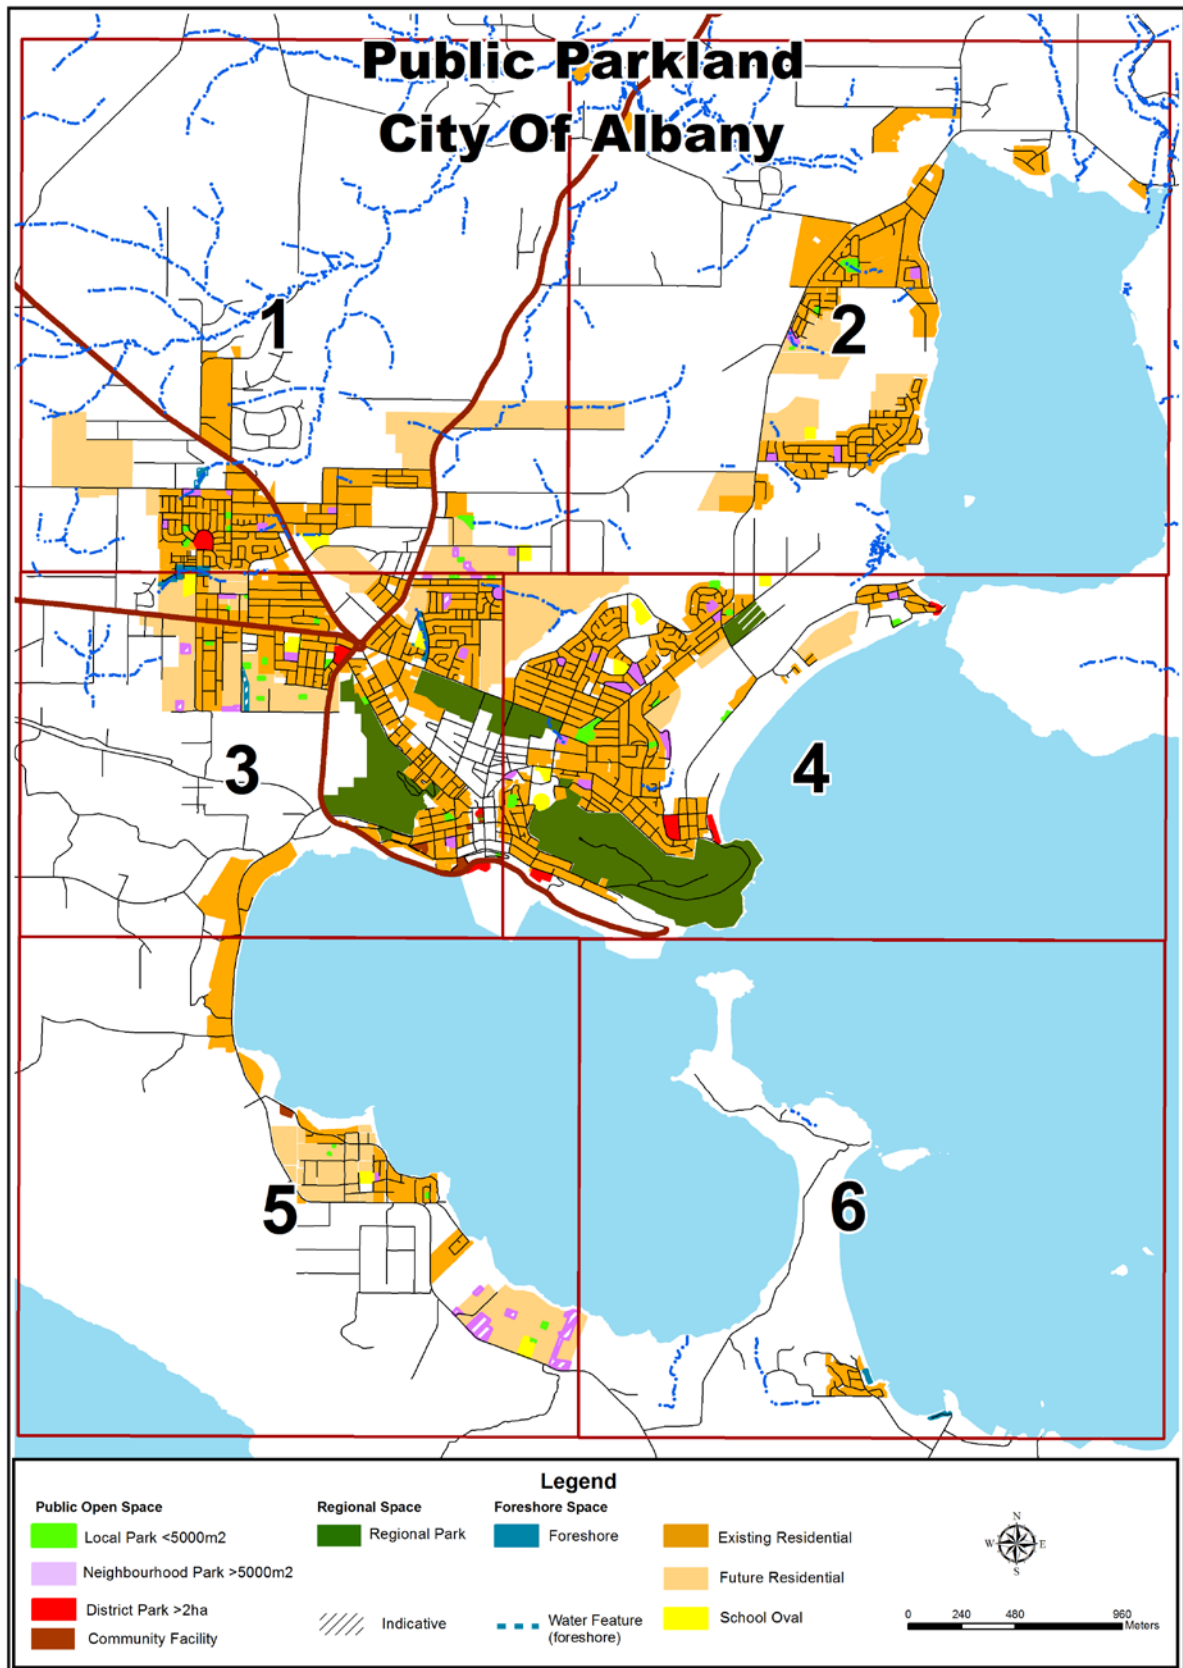 Public Parkland
City Of Albany
1
2
3
4
5
6
Legend
Public Open Space
Local Park <5000m2
Neighbourhood Park >5000m2
District Park >2ha
Community Facility
Regional Space
Regional Park
Indicative
Foreshore Space
Foreshore
Water Feature
(foreshore)
Existing Residential
Future Residential
School Oval
N
W E
S
0 240 480 960
Meters